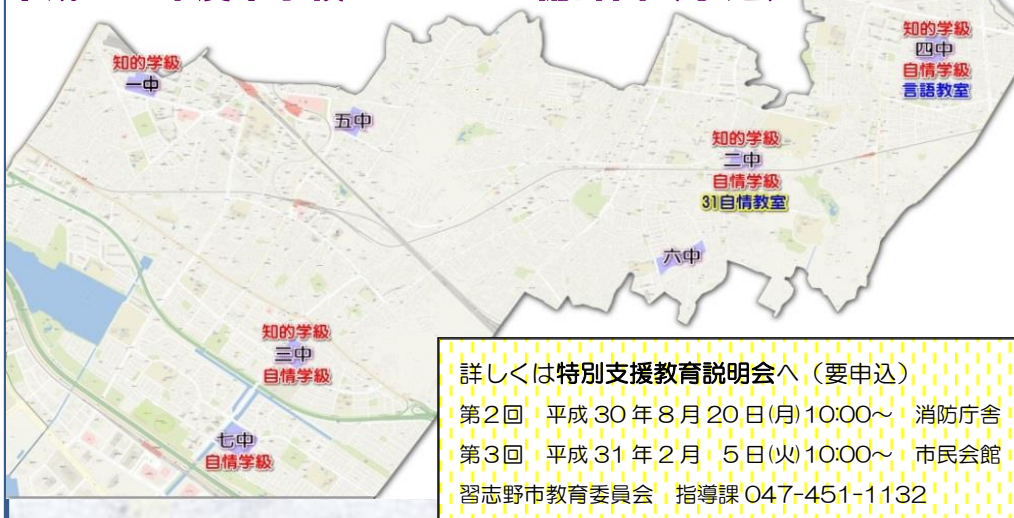 知的学級
一中
五中
知的学級
四中
自情学級
言語教室
知的学級
二中
自情学級
31自情教室
六中
知的学級
三中
自情学級
七中
自情学級
詳しくは特別支援教育説明会へ（要申込）
第2回　平成30年8月20日(月)10:00～　消防庁舎
第3回　平成31年2月　5日(火)10:00～　市民会館
習志野市教育委員会　指導課 047-451-1132